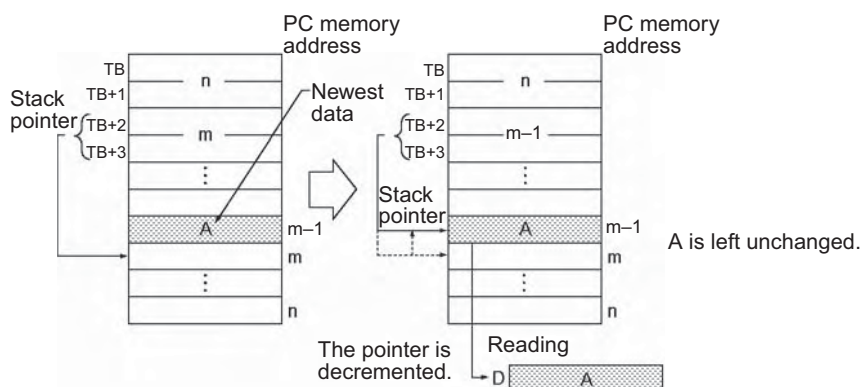 PC memory
address
TB
n
TB+1
Stack
pointer
TB+2
m
TB+3
Newest
data
A
m–1
m
n
PC memory
address
TB
n
TB+1
TB+2
m–1
TB+3
Stack
pointer
A
m–1
m
n
A is left unchanged.
The pointer is
decremented.
Reading
D
A